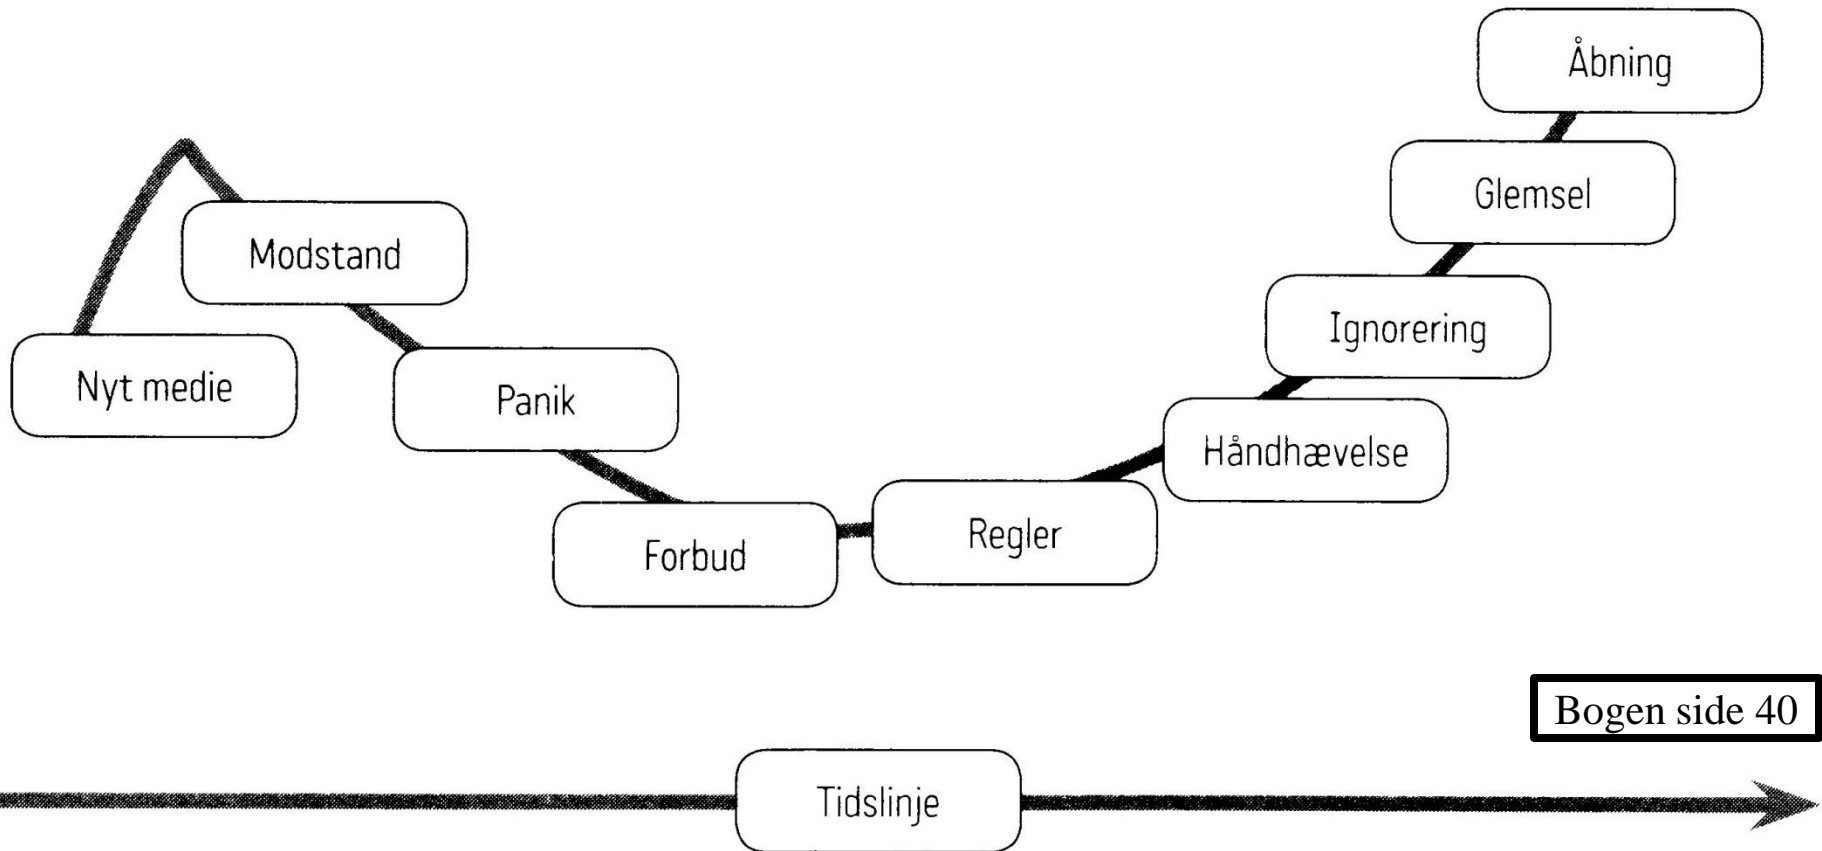 Nyt medie
Modstand
Panik
Forbud
Regler
Håndhævelse
Ignorering
Glemsel
Åbning
Bogen side 40
Tidslinje